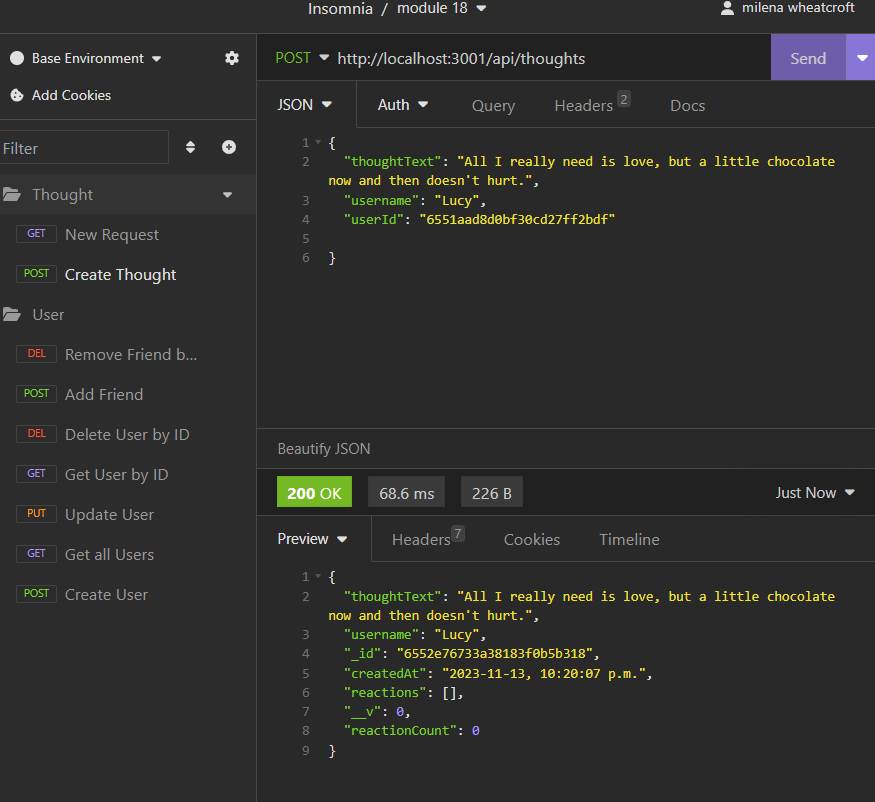 Insomnia / module 18
milena wheatcroft
Base Environment
Add Cookies
Filter
Thought
GET New Request
POST Create Thought
User
DEL Remove Friend b...
POST Add Friend
DEL Delete User by ID
GET Get User by ID
PUT Update User
GET Get all Users
POST Create User
POST http://localhost:3001/api/thoughts Send
JSON Auth Query Headers 2 Docs
1 {
2 "thoughtText": "All I really need is love, but a little chocolate
now and then doesn't hurt.",
3 "username": "Lucy",
4 "userId": "6551aad8d0bf30cd27ff2bdf"
5
6 }
Beautify JSON
200 OK 68.6 ms 226 B Just Now
Preview Headers 7 Cookies Timeline
1 {
2 "thoughtText": "All I really need is love, but a little chocolate
now and then doesn't hurt.",
3 "username": "Lucy",
4 "_id": "6552e76733a38183f0b5b318",
5 "createdAt": "2023-11-13, 10:20:07 p.m.",
6 "reactions": [],
7 "__v": 0,
8 "reactionCount": 0
9 }